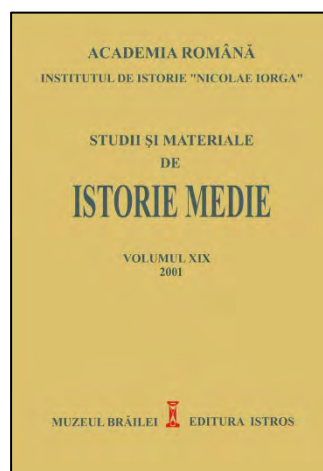 ACADEMIA ROMÂNĂ
INSTITUTUL DE ISTORIE "NICOLAE IORGA"
STUDII ȘI MATERIALE
DE
ISTORIE MEDIE
VOLUMUL XIX
2001
MUZEUL BRĂILEI EDITURA ISTROS